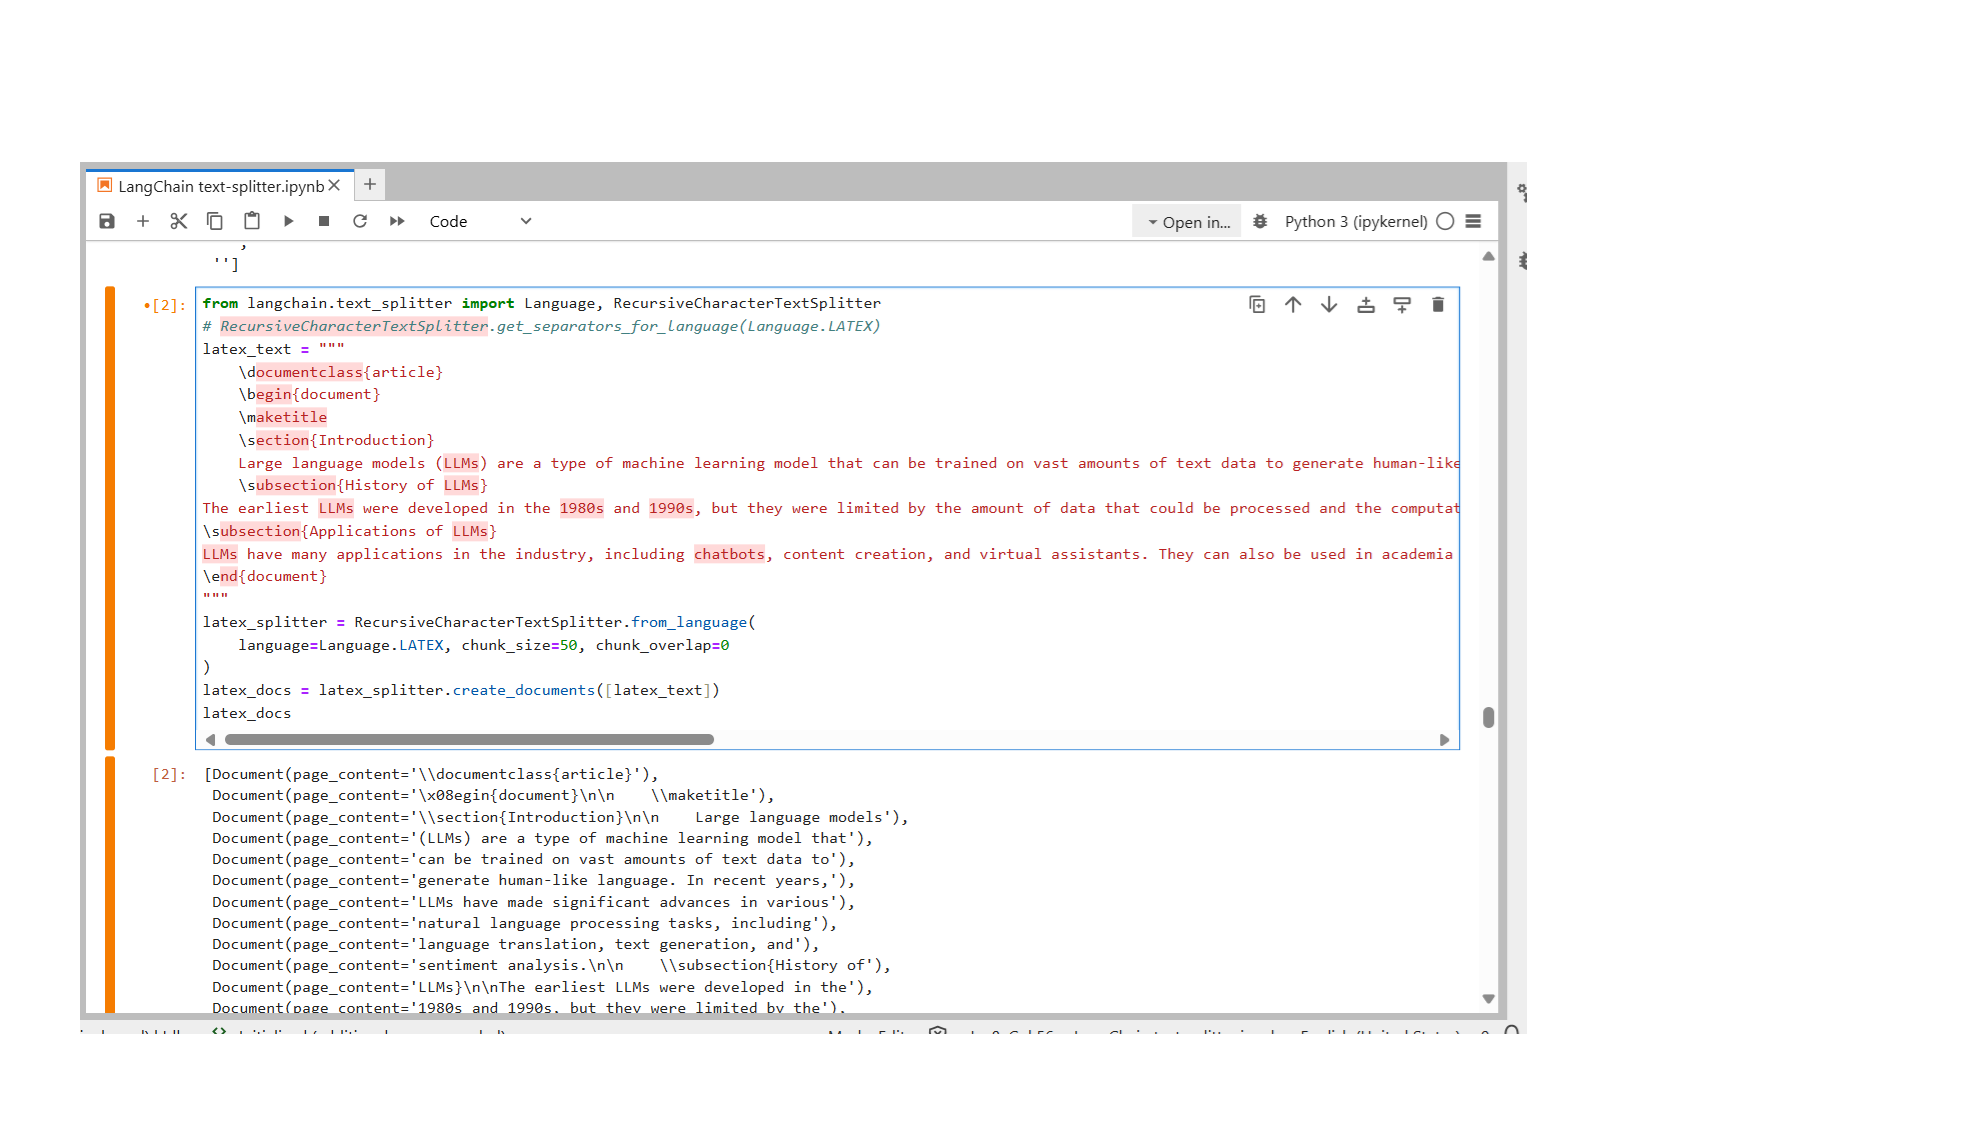 LangChain text-splitter.ipynb
Code
Open in...
Python 3 (ipykernel)
,
'']
[2]:
from langchain.text_splitter import Language, RecursiveCharacterTextSplitter
# RecursiveCharacterTextSplitter.get_separators_for_language(Language.LATEX)
latex_text = """
    \documentclass{article}
    \begin{document}
    \maketitle
    \section{Introduction}
    Large language models (LLMs) are a type of machine learning model that can be trained on vast amounts of text data to generate human-like
    \subsection{History of LLMs}
The earliest LLMs were developed in the 1980s and 1990s, but they were limited by the amount of data that could be processed and the computat
\subsection{Applications of LLMs}
LLMs have many applications in the industry, including chatbots, content creation, and virtual assistants. They can also be used in academia
\end{document}
"""
latex_splitter = RecursiveCharacterTextSplitter.from_language(
    language=Language.LATEX, chunk_size=50, chunk_overlap=0
)
latex_docs = latex_splitter.create_documents([latex_text])
latex_docs
[2]:
[Document(page_content='\\documentclass{article}'),
 Document(page_content='\x08egin{document}\n\n    \\maketitle'),
 Document(page_content='\\section{Introduction}\n\n    Large language models'),
 Document(page_content='(LLMs) are a type of machine learning model that'),
 Document(page_content='can be trained on vast amounts of text data to'),
 Document(page_content='generate human-like language. In recent years,'),
 Document(page_content='LLMs have made significant advances in various'),
 Document(page_content='natural language processing tasks, including'),
 Document(page_content='language translation, text generation, and'),
 Document(page_content='sentiment analysis.\n\n    \\subsection{History of'),
 Document(page_content='LLMs}\n\nThe earliest LLMs were developed in the'),
 Document(page_content='1980s and 1990s, but they were limited by the'),